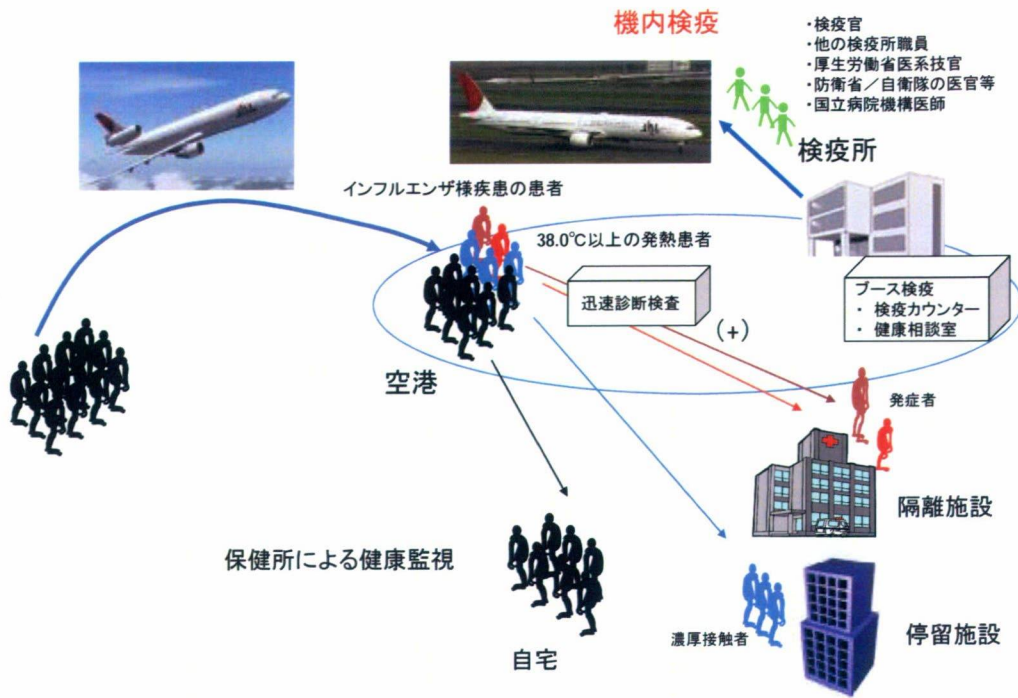 機内検疫
・検疫官
・他の検疫所職員
・厚生労働省医系技官
・防衛省／自衛隊の医官等
・国立病院機構医師
検疫所
インフルエンザ様疾患の患者
38.0℃以上の発熱患者
迅速診断検査
(+)
ブース検疫
・ 検疫カウンター
・ 健康相談室
空港
発症者
隔離施設
保健所による健康監視
濃厚接触者
停留施設
自宅
JAL